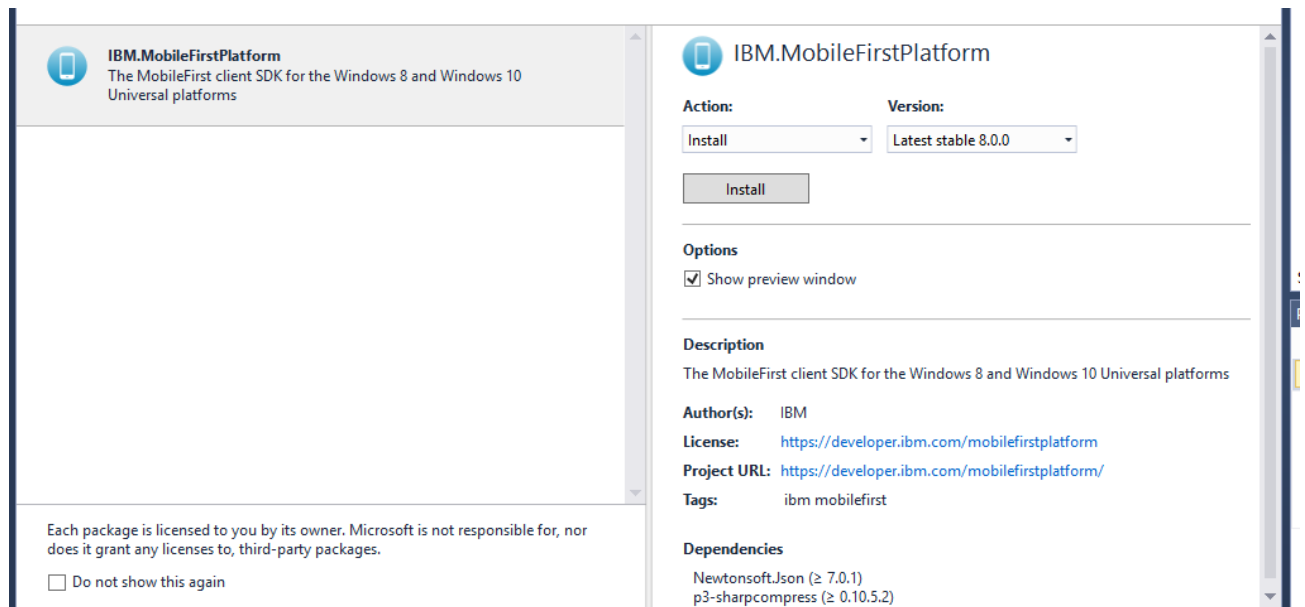 IBM.MobileFirstPlatform
The MobileFirst client SDK for the Windows 8 and Windows 10
Universal platforms
Each package is licensed to you by its owner. Microsoft is not responsible for, nor
does it grant any licenses to, third-party packages.
Do not show this again
IBM.MobileFirstPlatform
Action: Version:
Install Latest stable 8.0.0
Install
Options
Show preview window
Description
The MobileFirst client SDK for the Windows 8 and Windows 10 Universal platforms
Author(s): IBM
License: https://developer.ibm.com/mobilefirstplatform
Project URL: https://developer.ibm.com/mobilefirstplatform/
Tags: ibm mobilefirst
Dependencies
Newtonsoft.Json (≥ 7.0.1)
p3-sharpcompress (≥ 0.10.5.2)